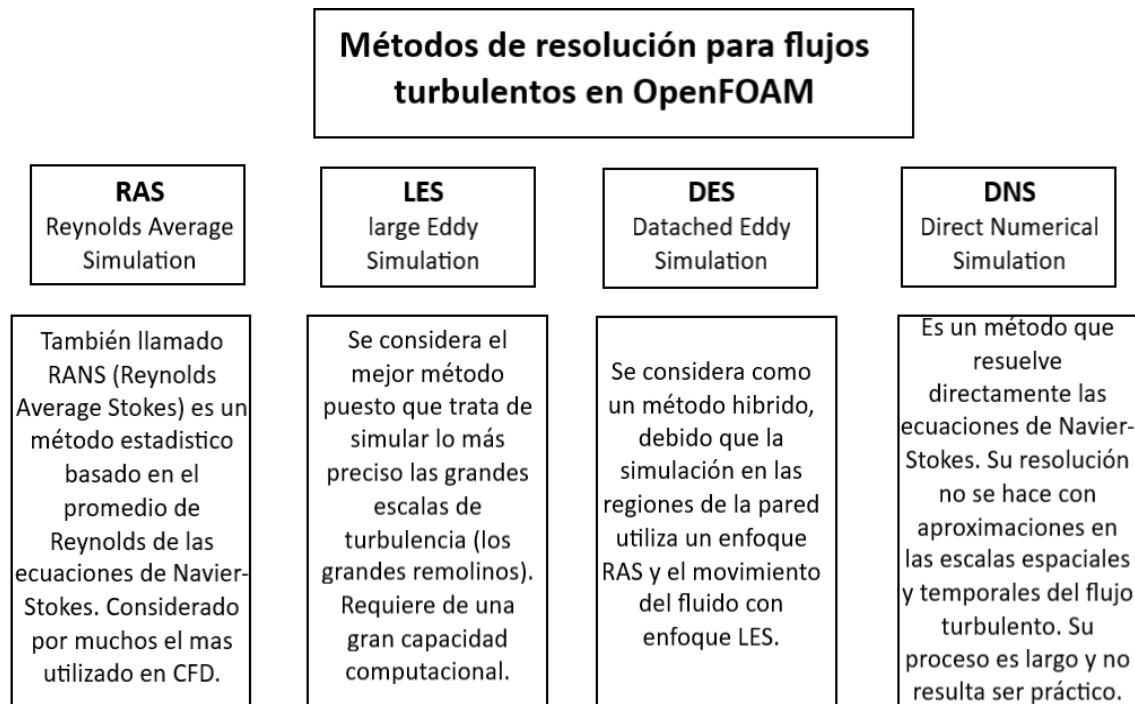 Métodos de resolución para flujos
turbulentos en OpenFOAM
RAS
Reynolds Average
Simulation
LES
large Eddy
Simulation
DES
Datached Eddy
Simulation
DNS
Direct Numerical
Simulation
También llamado
RANS (Reynolds
Average Stokes) es un
método estadistico
basado en el
promedio de
Reynolds de las
ecuaciones de Navier-
Stokes. Considerado
por muchos el mas
utilizado en CFD.
Se considera el
mejor método
puesto que trata de
simular lo más
preciso las grandes
escalas de
turbulencia (los
grandes remolinos).
Requiere de una
gran capacidad
computacional.
Se considera como
un método hibrido,
debido que la
simulación en las
regiones de la pared
utiliza un enfoque
RAS y el movimiento
del fluido con
enfoque LES.
Es un método que
resuelve
directamente las
ecuaciones de Navier-
Stokes. Su resolución
no se hace con
aproximaciones en
las escalas espaciales
y temporales del flujo
turbulento. Su
proceso es largo y no
resulta ser práctico.